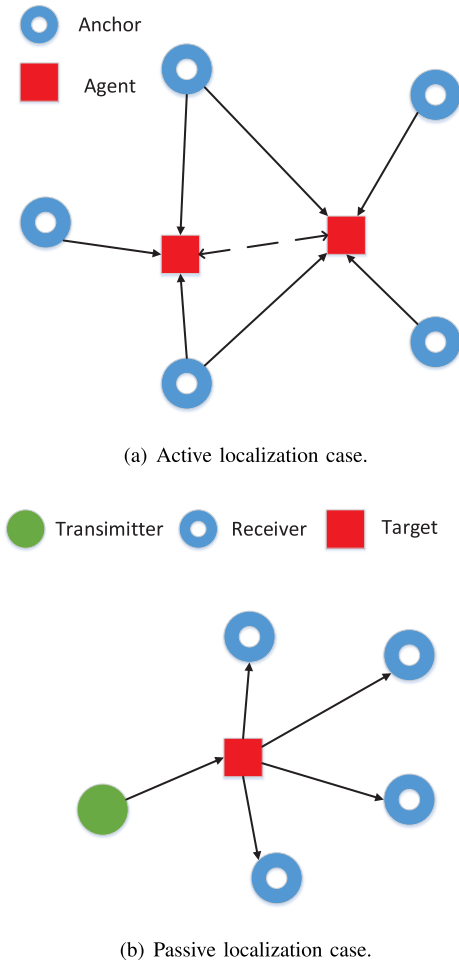 Anchor
Agent
(a) Active localization case.
Transimitter Receiver Target
(b) Passive localization case.